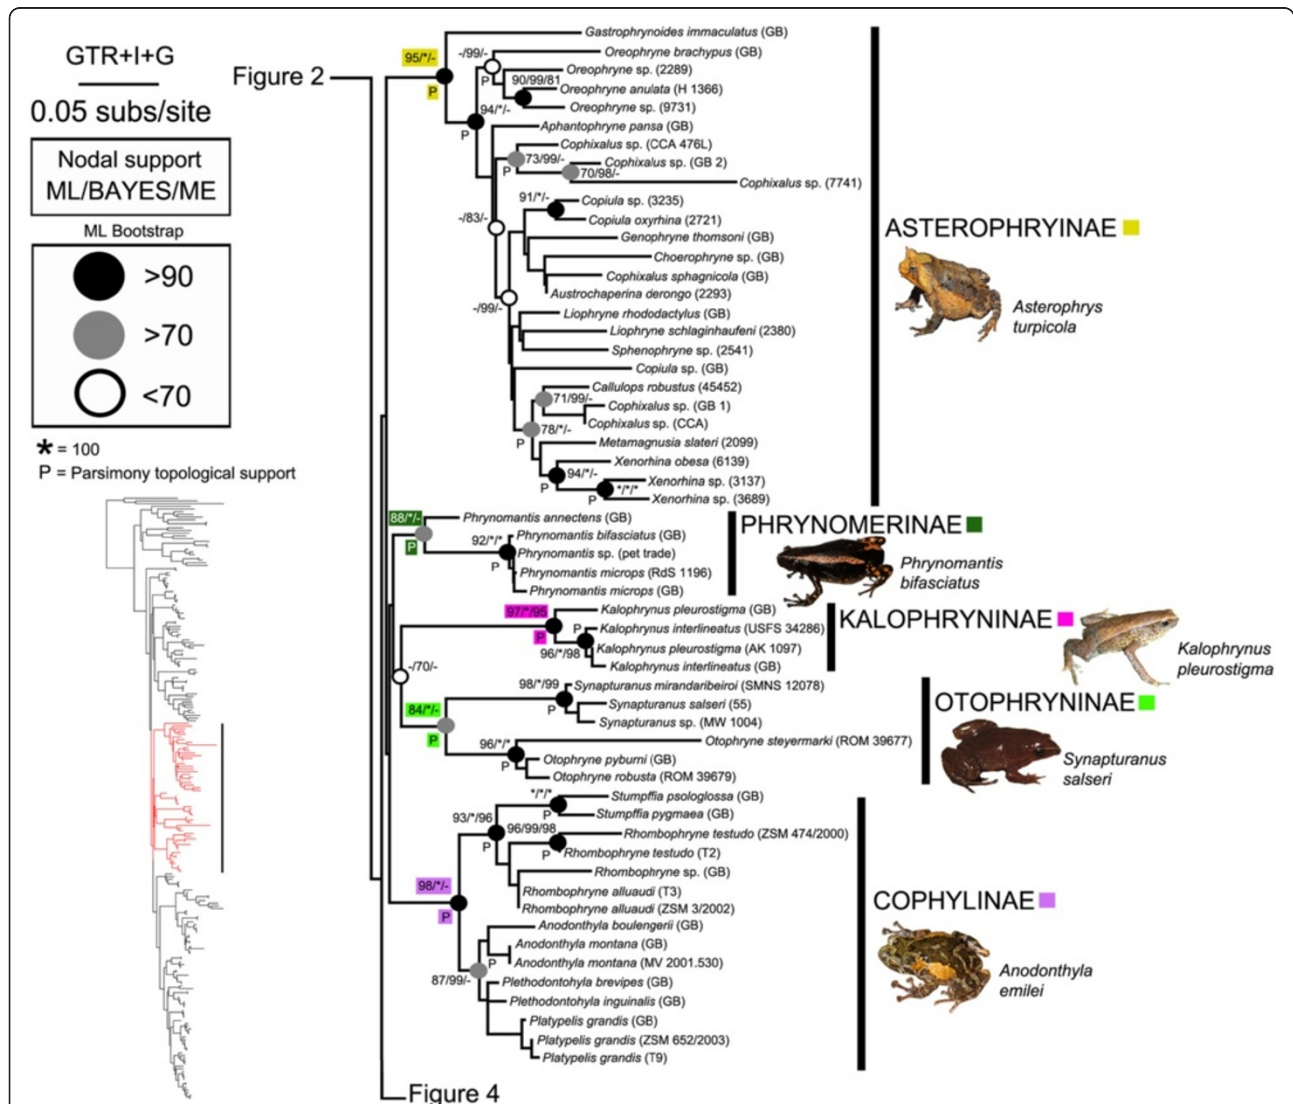 GTR+I+G
0.05 subs/site
Nodal support
ML/BAYES/ME
ML Bootstrap
>90
>70
<70
* = 100
P = Parsimony topological support
Figure 2
95/*/-
P
Gastrophrynoides immaculatus (GB)
-/99/-
Oreophryne brachypus (GB)
P
Oreophryne sp. (2289)
90/99/81
Oreophryne anulata (H 1366)
Oreophryne sp. (9731)
94/*/-
P
Aphantophryne pansa (GB)
Cophixalus sp. (CCA 476L)
73/99/-
P
Cophixalus sp. (GB 2)
70/98/-
Cophixalus sp. (7741)
91/*/-
Copiula sp. (3235)
Copiula oxyrhina (2721)
-/83/-
Genophryne thomsoni (GB)
Choerophryne sp. (GB)
Cophixalus sphagnicola (GB)
Austrochaperina derongo (2293)
-/99/-
Liophryne rhododactylus (GB)
Liophryne schlaginhaufeni (2380)
Sphenophryne sp. (2541)
Copiula sp. (GB)
Callulops robustus (45452)
71/99/-
Cophixalus sp. (GB 1)
Cophixalus sp. (CCA)
78/*/-
P
Metamagnusia slateri (2099)
Xenorhina obesa (6139)
94/*/-
P
Xenorhina sp. (3137)
*/*/*
P
Xenorhina sp. (3689)
ASTEROPHRYINAE
Asterophrys
turpicola
88/*/-
P
Phrynomantis annectens (GB)
Phrynomantis bifasciatus (GB)
92/*/*
P
Phrynomantis sp. (pet trade)
Phrynomantis microps (RdS 1196)
Phrynomantis microps (GB)
PHRYNOMERINAE
Phrynomantis
bifasciatus
97/*/95
P
Kalophrynus pleurostigma (GB)
P
Kalophrynus interlineatus (USFS 34286)
96/*/98
Kalophrynus pleurostigma (AK 1097)
Kalophrynus interlineatus (GB)
KALOPHRYNINAE
Kalophrynus
pleurostigma
-/70/-
84/*/-
P
98/*/99
P
Synapturanus mirandaribeiroi (SMNS 12078)
Synapturanus salseri (55)
Synapturanus sp. (MW 1004)
96/*/*
P
Otophryne steyermarki (ROM 39677)
Otophryne pyburni (GB)
Otophryne robusta (ROM 39679)
OTOPHRYNINAE
Synapturanus
salseri
98/*/-
P
93/*/96
P
*/*/*
P
Stumpffia psologlossa (GB)
Stumpffia pygmaea (GB)
96/99/98
P
Rhombophryne testudo (ZSM 474/2000)
Rhombophryne testudo (T2)
Rhombophryne sp. (GB)
Rhombophryne alluaudi (T3)
Rhombophryne alluaudi (ZSM 3/2002)
Anodonthyla boulengerii (GB)
Anodonthyla montana (GB)
P
Anodonthyla montana (MV 2001.530)
87/99/-
Plethodontohyla brevipes (GB)
Plethodontohyla inguinalis (GB)
Platypelis grandis (GB)
Platypelis grandis (ZSM 652/2003)
Platypelis grandis (T9)
COPHYLINAE
Anodonthyla
emilei
Figure 4